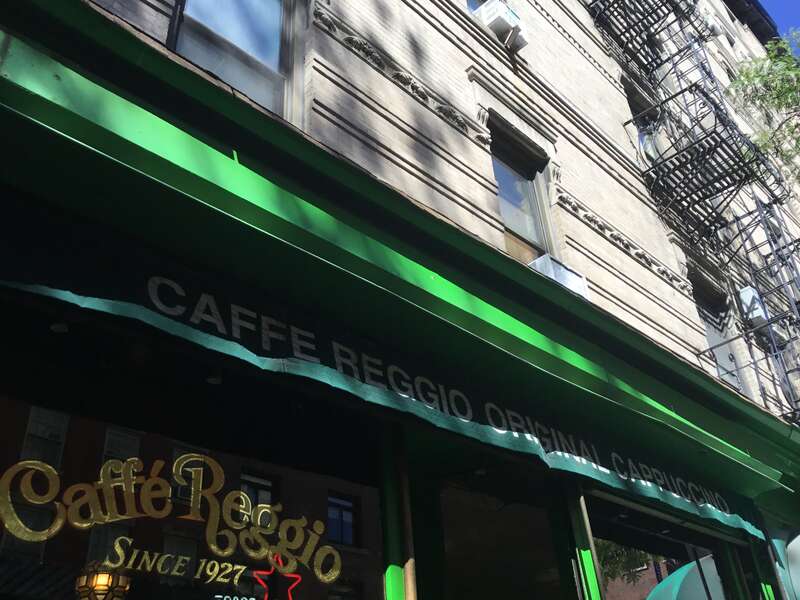 CAFFE REGGIO ORIGINAL CAPPUCCINO
Caffé Reggio
SINCE 1927